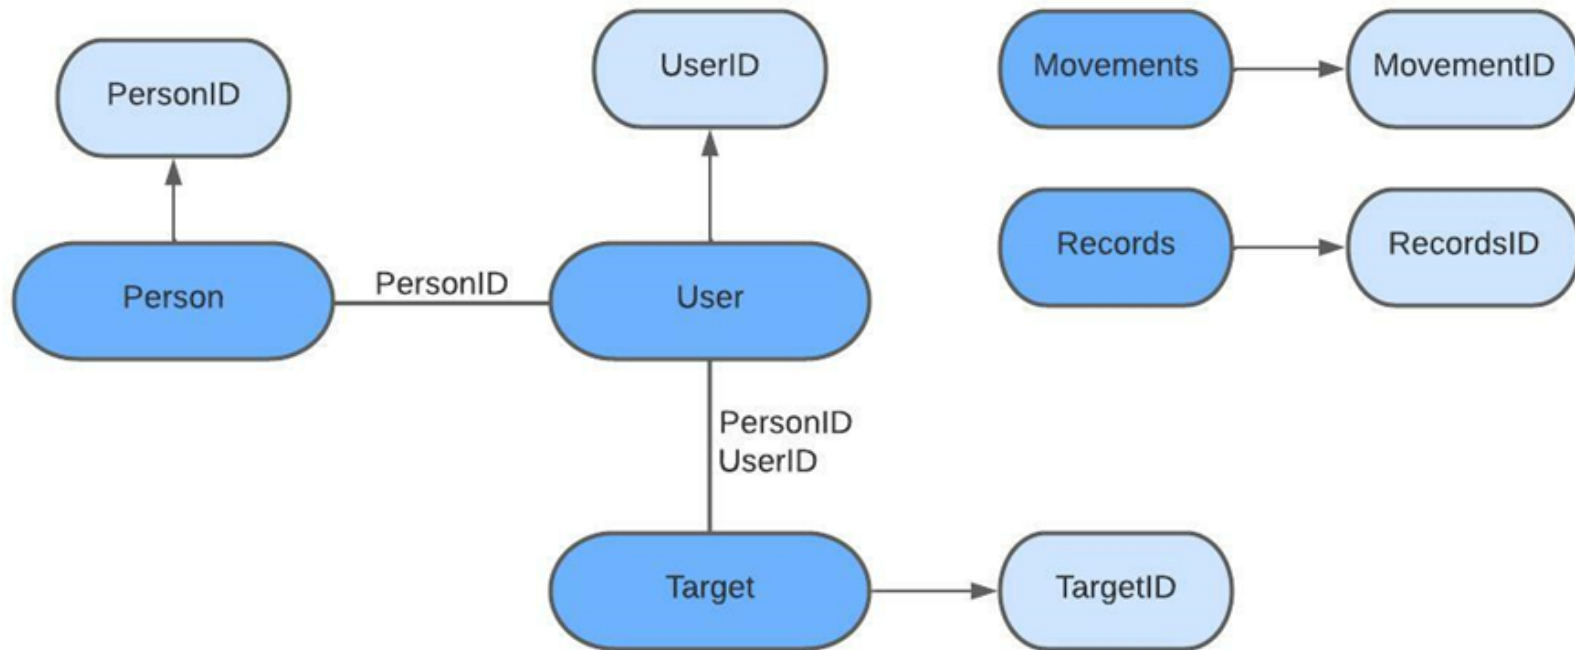 PersonID
UserID
Movements
MovementID
Records
RecordsID
Person
PersonID
User
PersonID
UserID
Target
TargetID